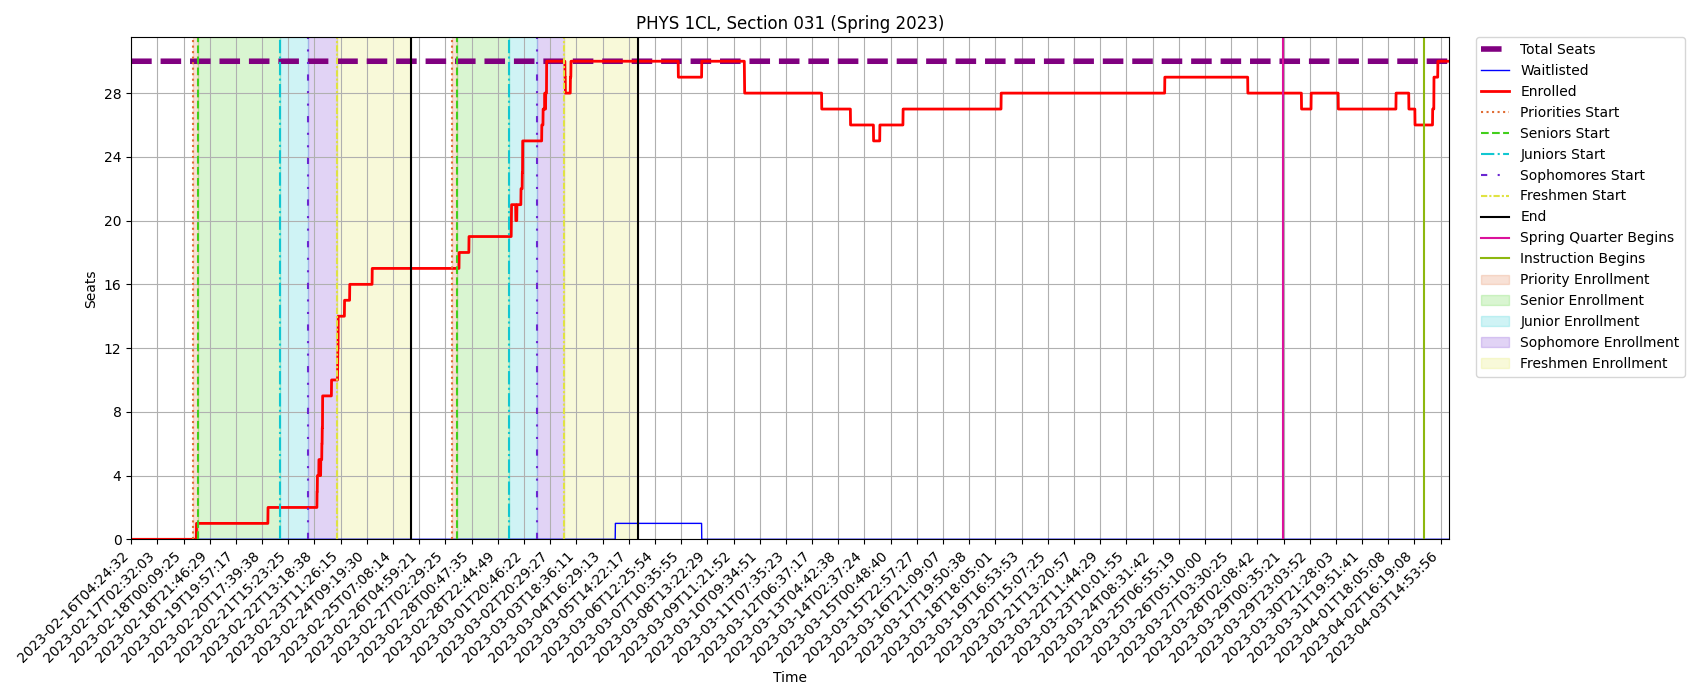 PHYS 1CL, Section 031 (Spring 2023)
Total Seats
Waitlisted
Enrolled
Priorities Start
Seniors Start
Juniors Start
Sophomores Start
Freshmen Start
End
Spring Quarter Begins
Instruction Begins
Priority Enrollment
Senior Enrollment
Junior Enrollment
Sophomore Enrollment
Freshmen Enrollment
Seats
28
24
20
16
12
8
4
0
2023-02-16T04:24:32
2023-02-17T02:32:03
2023-02-18T00:09:25
2023-02-18T21:46:29
2023-02-19T19:57:17
2023-02-20T17:39:38
2023-02-21T15:23:25
2023-02-22T13:18:38
2023-02-23T11:26:15
2023-02-24T09:19:30
2023-02-25T07:08:14
2023-02-26T04:59:21
2023-02-27T02:29:25
2023-02-28T00:47:35
2023-02-28T22:44:49
2023-03-01T20:46:22
2023-03-02T20:29:27
2023-03-03T18:36:11
2023-03-04T16:29:13
2023-03-05T14:22:17
2023-03-06T12:25:54
2023-03-07T10:35:55
2023-03-08T13:22:29
2023-03-09T11:21:52
2023-03-10T09:34:51
2023-03-11T07:35:23
2023-03-12T06:37:17
2023-03-13T04:42:38
2023-03-14T02:37:24
2023-03-15T00:48:40
2023-03-15T22:57:27
2023-03-16T21:09:07
2023-03-17T19:50:38
2023-03-18T18:05:01
2023-03-19T16:53:53
2023-03-20T15:07:25
2023-03-21T13:20:57
2023-03-22T11:44:29
2023-03-23T10:01:55
2023-03-24T08:31:42
2023-03-25T06:55:19
2023-03-26T05:10:00
2023-03-27T03:30:25
2023-03-28T02:08:42
2023-03-29T00:35:21
2023-03-29T23:03:52
2023-03-30T21:28:03
2023-03-31T19:51:41
2023-04-01T18:05:08
2023-04-02T16:19:08
2023-04-03T14:53:56
Time